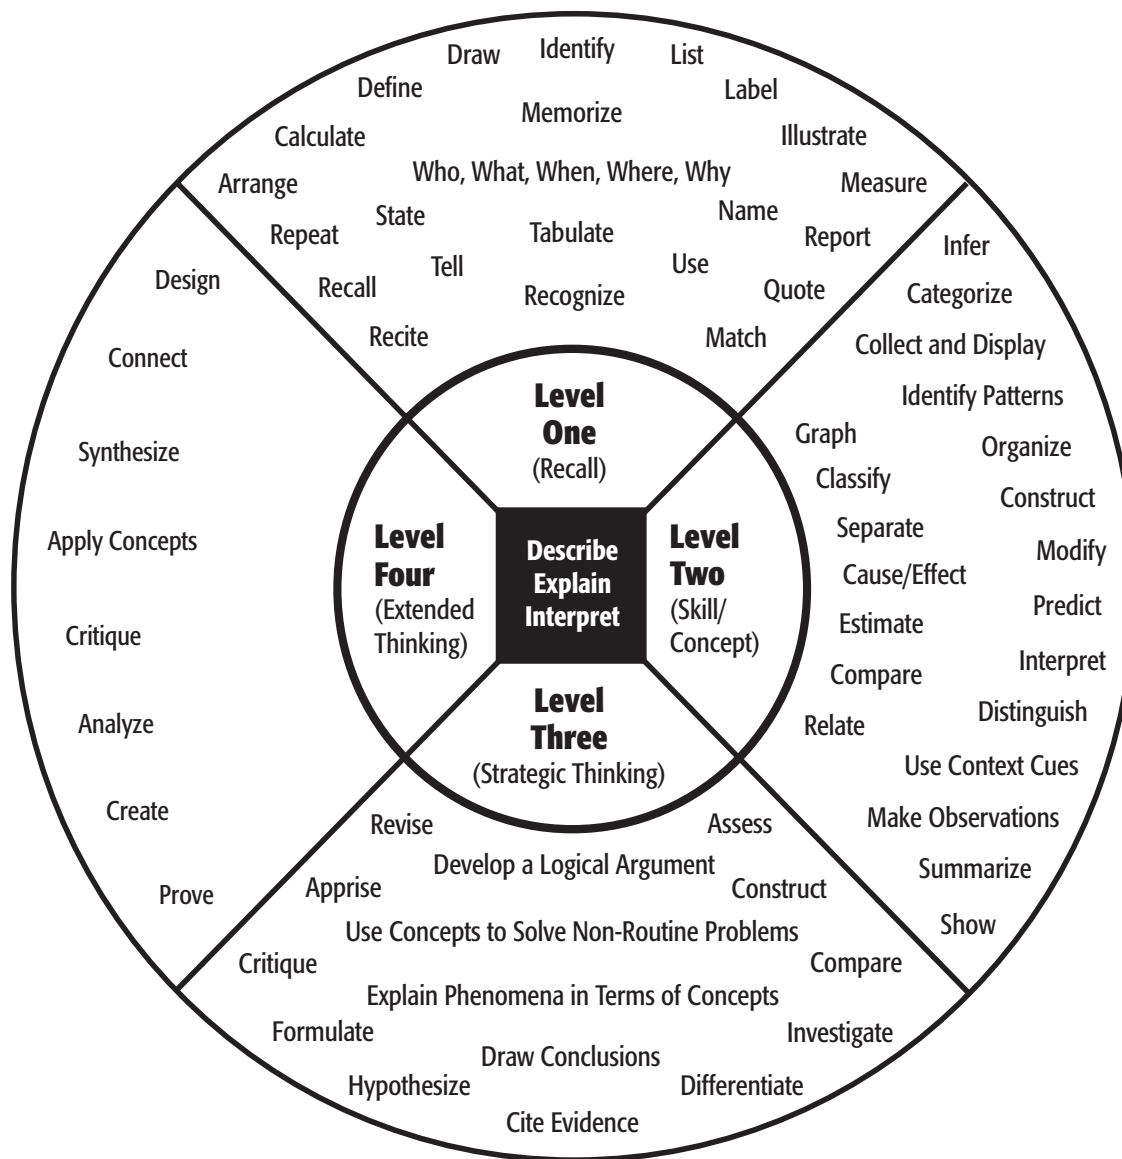 Draw
Identify
List
Define
Label
Memorize
Calculate
Illustrate
Arrange
Who, What, When, Where, Why
Measure
State
Name
Repeat
Tabulate
Report
Tell
Use
Recall
Recognize
Quote
Recite
Match
Level
One
(Recall)
Infer
Categorize
Collect and Display
Identify Patterns
Graph
Organize
Classify
Construct
Separate
Modify
Cause/Effect
Predict
Estimate
Interpret
Compare
Distinguish
Relate
Use Context Cues
Make Observations
Summarize
Show
Level
Two
(Skill/
Concept)
Describe
Explain
Interpret
Level
Three
(Strategic Thinking)
Revise
Assess
Develop a Logical Argument
Apprise
Construct
Use Concepts to Solve Non-Routine Problems
Critique
Compare
Explain Phenomena in Terms of Concepts
Formulate
Investigate
Draw Conclusions
Hypothesize
Differentiate
Cite Evidence
Level
Four
(Extended
Thinking)
Design
Connect
Synthesize
Apply Concepts
Critique
Analyze
Create
Prove